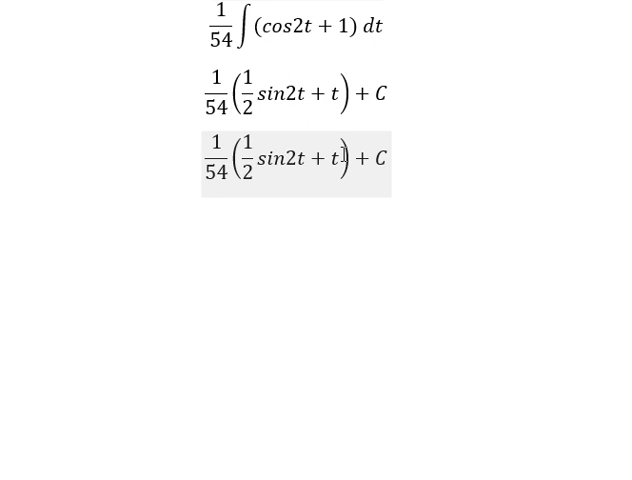 1/54 ∫ (cos2t + 1) dt
1/54 (1/2 sin2t + t) + C
1/54 (1/2 sin2t + t) + C